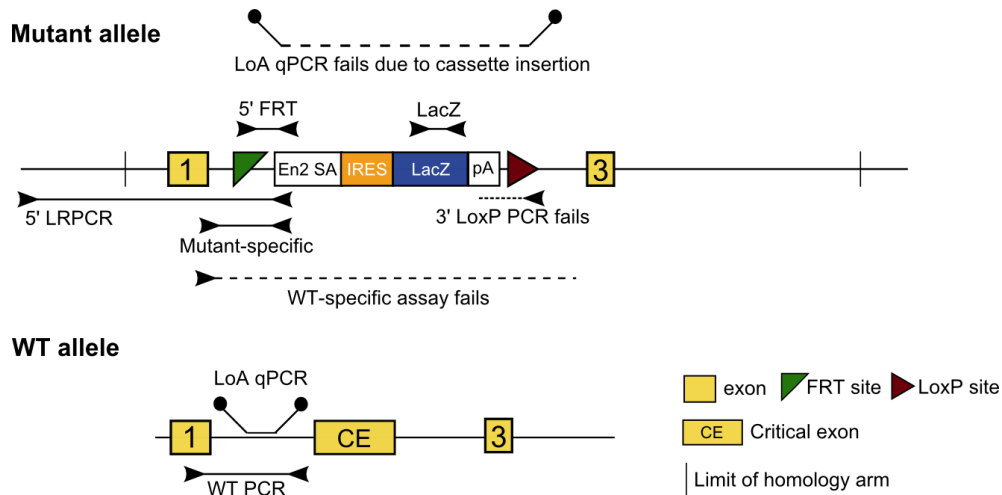 Mutant allele
LoA qPCR fails due to cassette insertion
5' FRT
LacZ
1
En2 SA
IRES
LacZ
pA
3
5' LRPCR
3' LoxP PCR fails
Mutant-specific
WT-specific assay fails
WT allele
LoA qPCR
1
CE
3
WT PCR
exon
FRT site
LoxP site
CE
Critical exon
Limit of homology arm